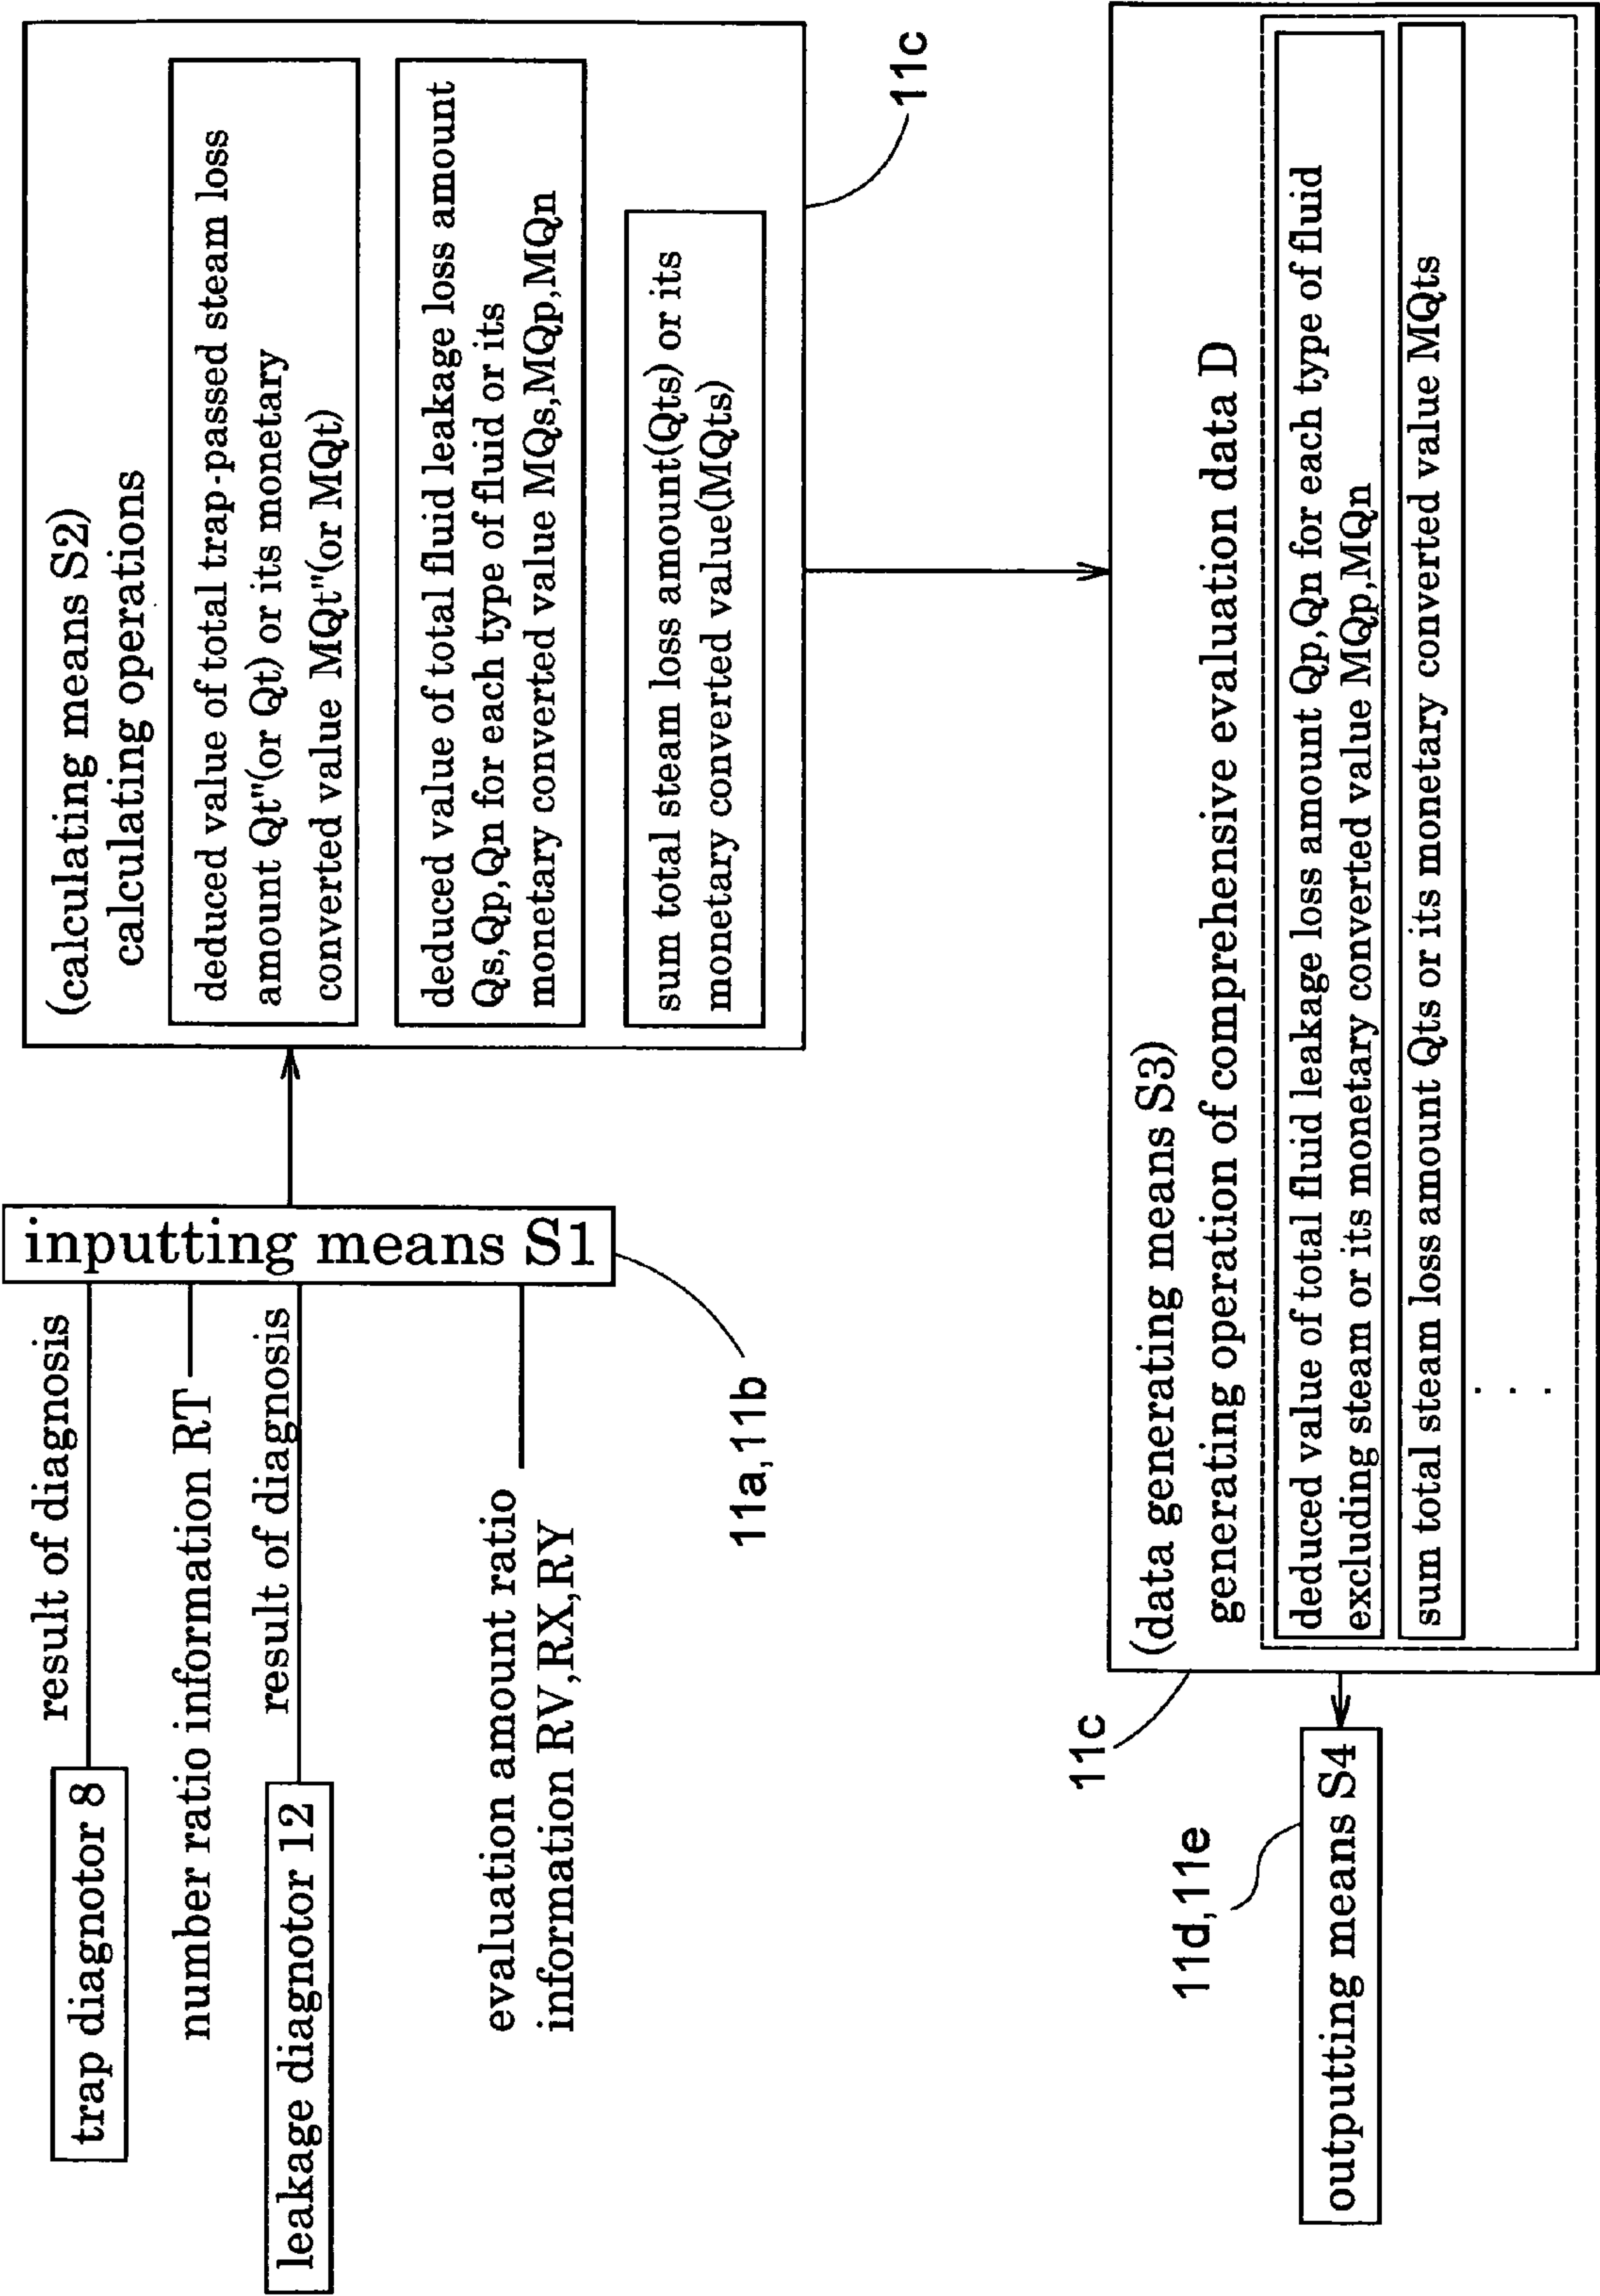 trap diagnotor 8
result of diagnosis
number ratio information RT
leakage diagnotor 12
result of diagnosis
evaluation amount ratio
information RV,RX,RY
inputting means S1
11a,11b
(calculating means S2)
calculating operations
deduced value of total trap-passed steam loss
amount Qt"(or Qt) or its monetary
converted value MQt"(or MQt)
deduced value of total fluid leakage loss amount
Qs,Qp,Qn for each type of fluid or its
monetary converted value MQs,MQp,MQn
sum total steam loss amount(Qts) or its
monetary converted value(MQts)
11c
(data generating means S3)
generating operation of comprehensive evaluation data D
deduced value of total fluid leakage loss amount Qp,Qn for each type of fluid
excluding steam or its monetary converted value MQp,MQn
sum total steam loss amount Qts or its monetary converted value MQts
. . .
11c
outputting means S4
11d,11e